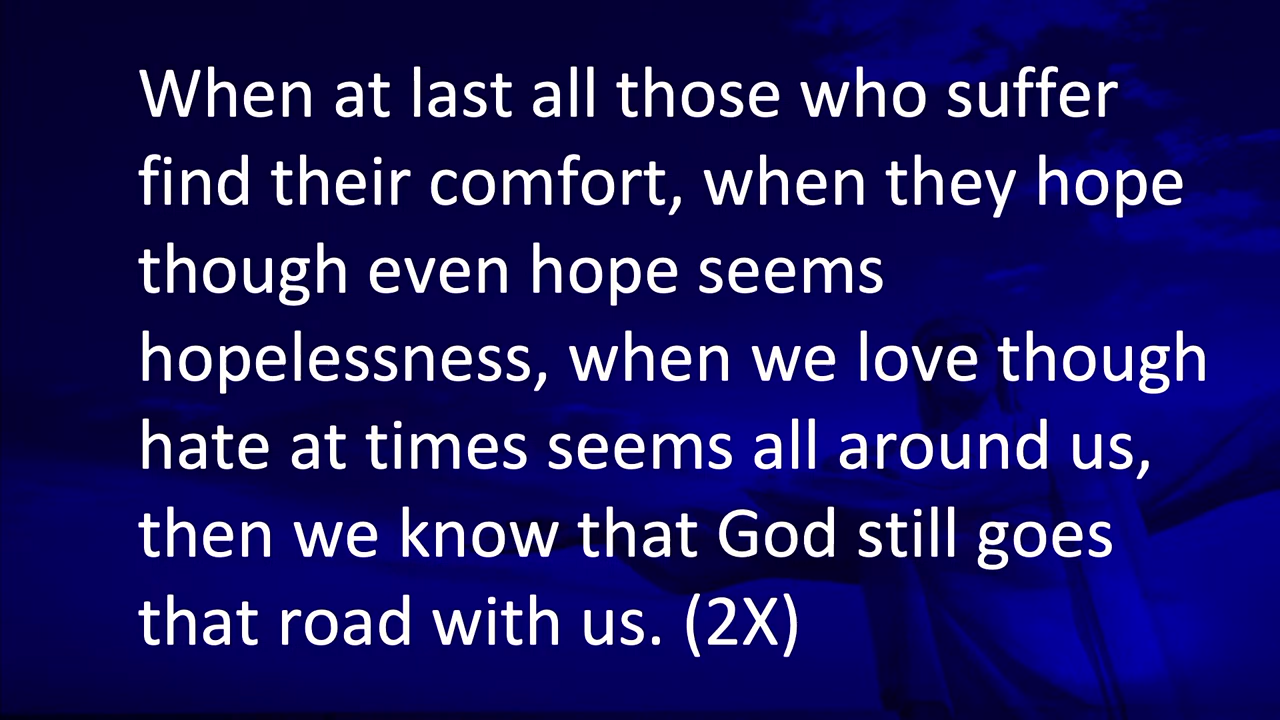 When at last all those who suffer
find their comfort, when they hope
though even hope seems
hopelessness, when we love though
hate at times seems all around us,
then we know that God still goes
that road with us. (2X)